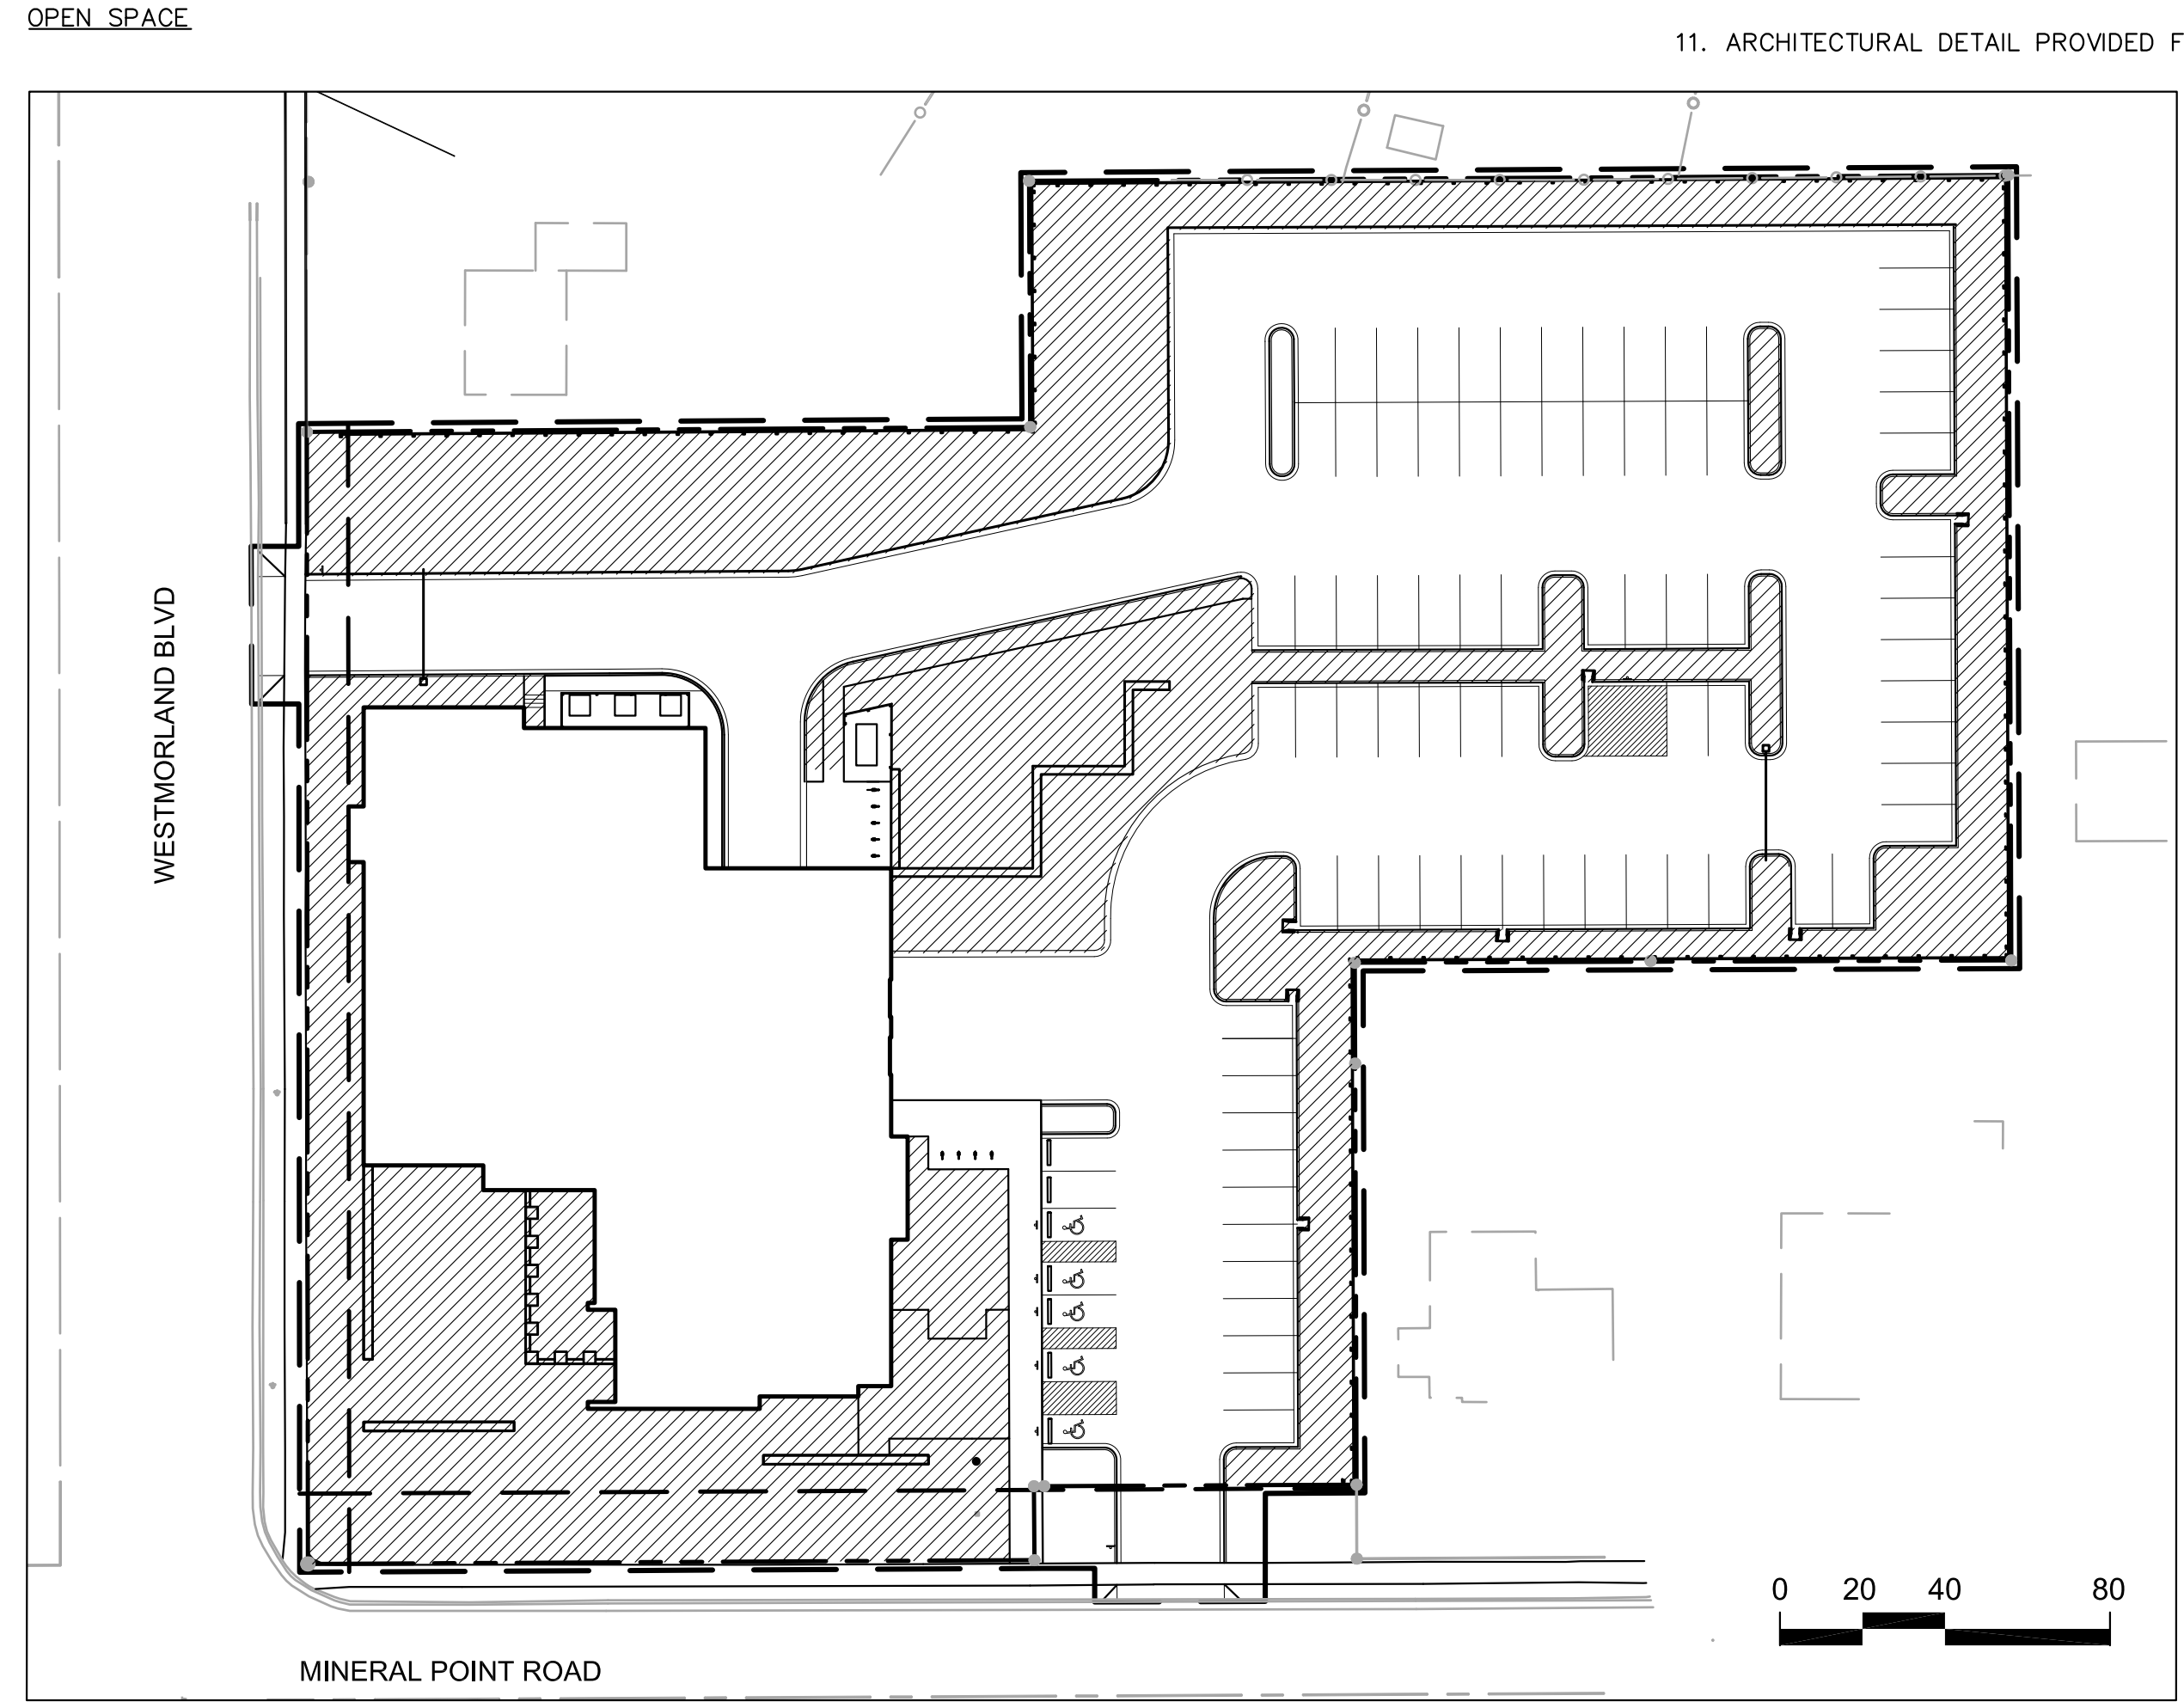 OPEN SPACE
11. ARCHITECTURAL DETAIL PROVIDED F
WESTMORLAND BLVD
0 20 40 80
MINERAL POINT ROAD